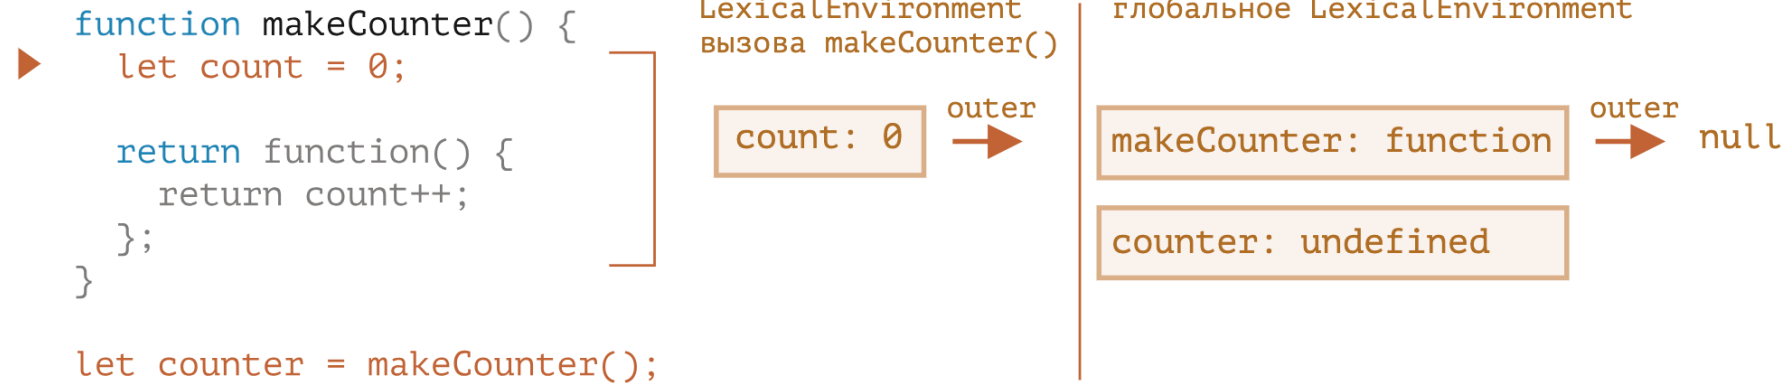 function makeCounter() {
let count = 0;
return function() {
return count++;
};
}
let counter = makeCounter();
LexicalEnvironment
вызова makeCounter()
count: 0
outer
глобальное LexicalEnvironment
makeCounter: function
counter: undefined
outer
null